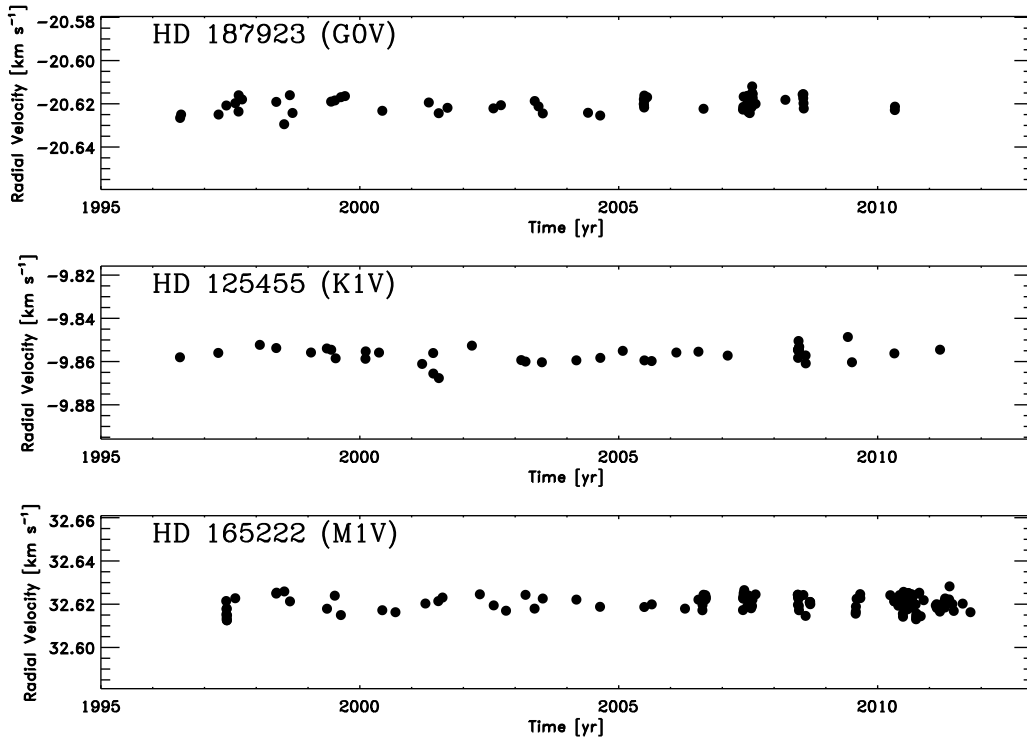 HD 187923 (G0V)
Radial Velocity [km s⁻¹]
-20.58
-20.60
-20.62
-20.64
1995 2000 2005 2010
Time [yr]
HD 125455 (K1V)
Radial Velocity [km s⁻¹]
-9.82
-9.84
-9.86
-9.88
1995 2000 2005 2010
Time [yr]
HD 165222 (M1V)
Radial Velocity [km s⁻¹]
32.66
32.64
32.62
32.60
1995 2000 2005 2010
Time [yr]